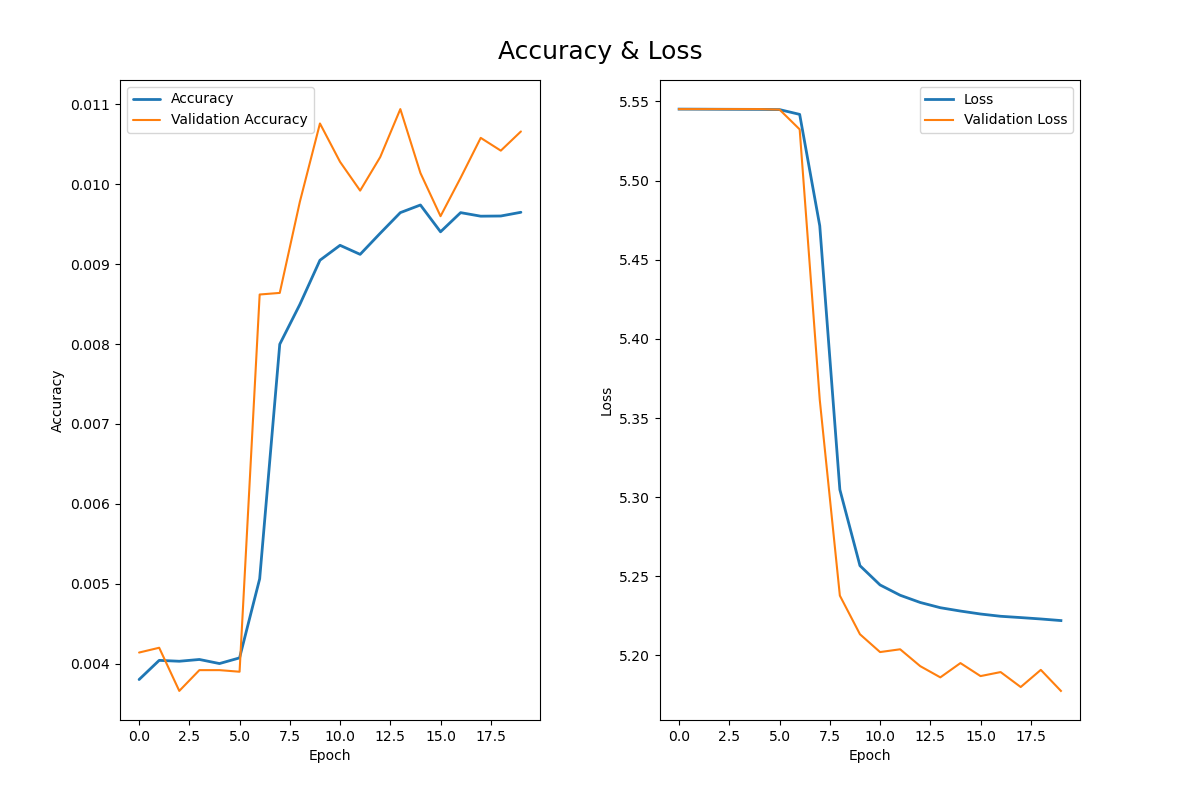 Accuracy & Loss
Accuracy
Validation Accuracy
0.011
0.010
0.009
0.008
0.007
0.006
0.005
0.004
Accuracy
0.0 2.5 5.0 7.5 10.0 12.5 15.0 17.5
Epoch
Loss
Validation Loss
5.55
5.50
5.45
5.40
5.35
5.30
5.25
5.20
Loss
0.0 2.5 5.0 7.5 10.0 12.5 15.0 17.5
Epoch